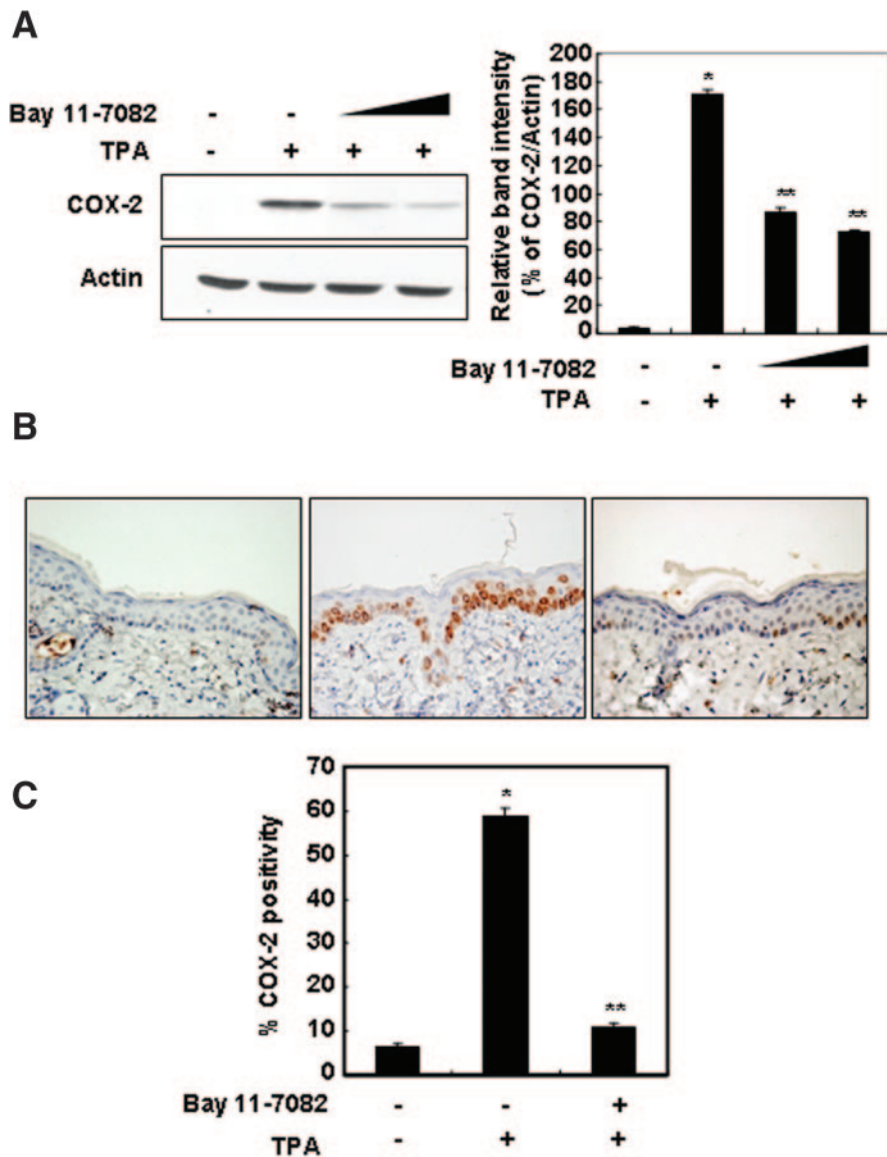 A
Bay 11-7082 - -
TPA - + + +
COX-2
Actin
Relative band intensity
(% of COX-2/Actin)
200
180
160
140
120
100
80
60
40
20
0
*
**
**
Bay 11-7082 - -
TPA - + + +
B
C
% COX-2 positivity
70
60
50
40
30
20
10
0
*
**
Bay 11-7082 - - +
TPA - + +